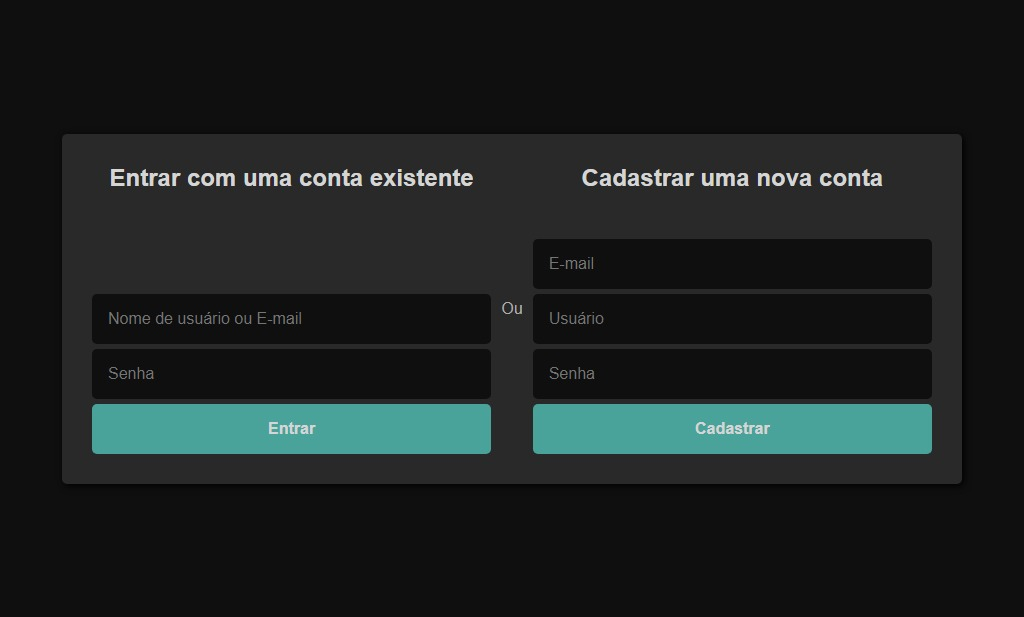 Entrar com uma conta existente
Nome de usuário ou E-mail
Senha
Entrar
Ou
Cadastrar uma nova conta
E-mail
Usuário
Senha
Cadastrar